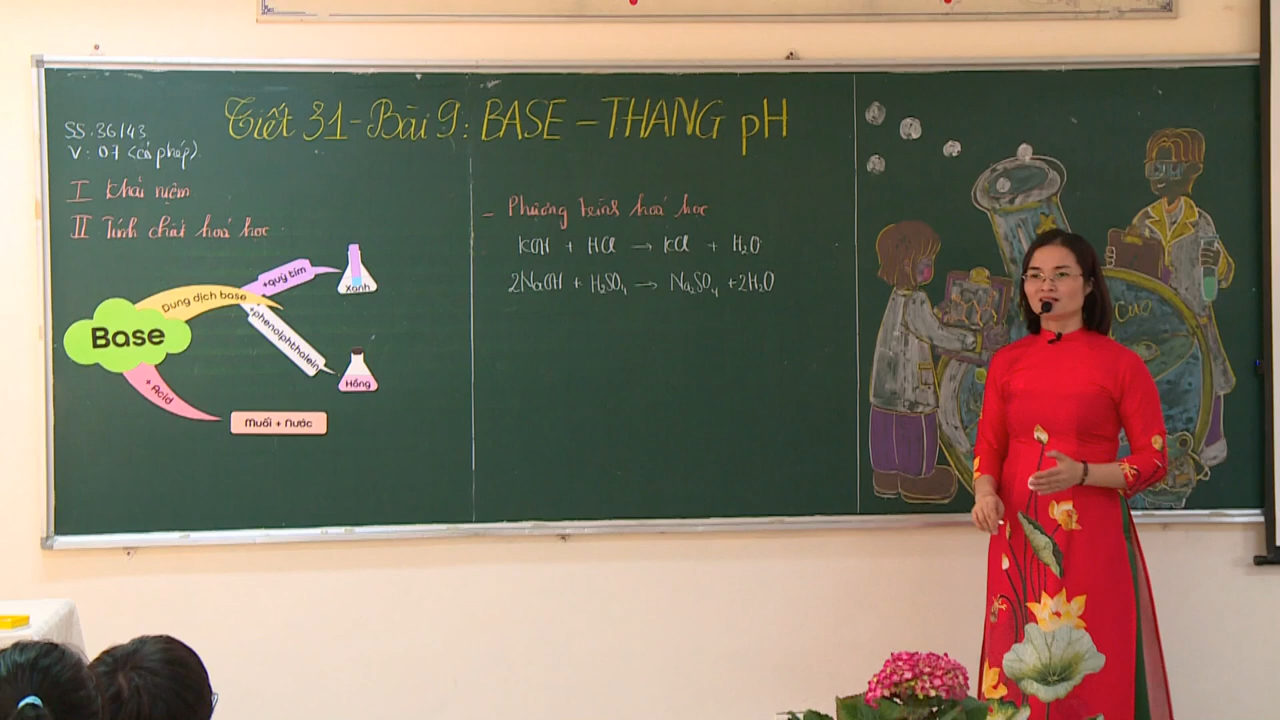 Tiết 31-Bài 9: BASE – THANG pH
SS: 36/43
V: 07 (có phép).
I Khái niệm
II Tính chất hoá học
Base
Dung dịch base
+quỳ tím
Xanh
+phenolphthalein
Hồng
+ Acid
Muối + Nước
- Phương trình hoá học
KOH + HCl → KCl + H₂O
2NaOH + H₂SO₄ → Na₂SO₄ +2H₂O
CuO